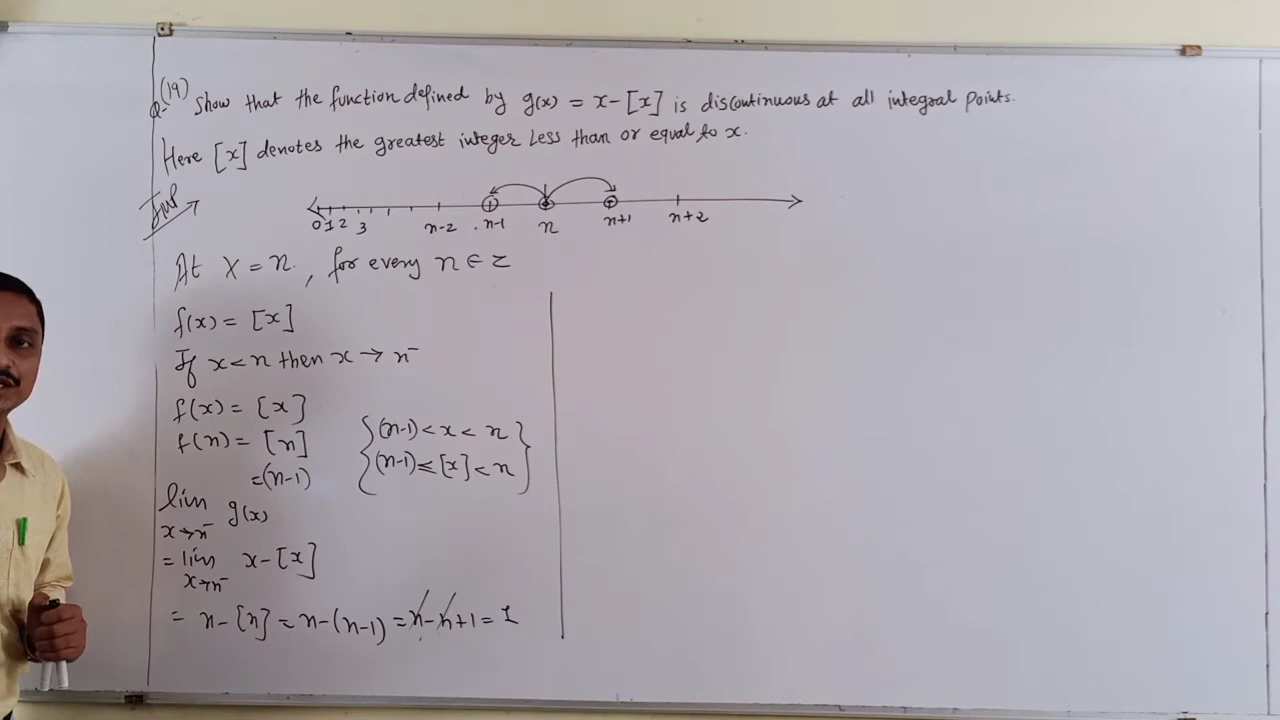 Q-(19) Show that the function defined by g(x) = x-[x] is discontinuous at all integral points.
Here [x] denotes the greatest integer Less than or equal to x.
Imp
0 1 2 3 n-2 n-1 n n+1 n+2
At X = n, for every n ∈ z
f(x) = [x]
If x < n then x → n⁻
f(x) = [x]
f(n) = [n]
= (n-1)
{(n-1) < x < n
(n-1) ≤ [x] < n}
lim g(x)
x→n⁻
= lim x-[x]
x→n⁻
= n-[n] = n-(n-1) = n-n+1 = 1